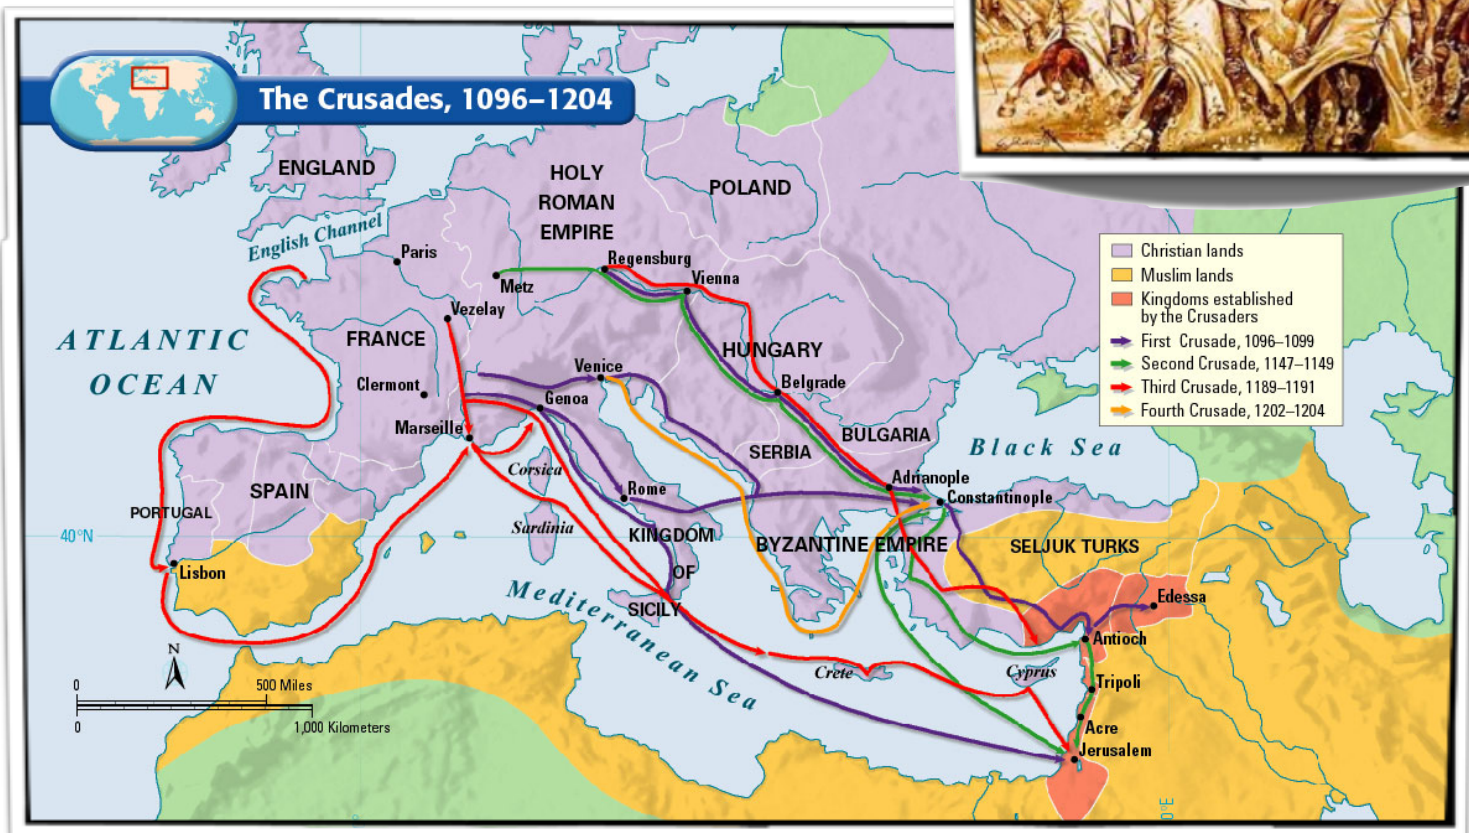 The Crusades, 1096–1204
ENGLAND
HOLY
ROMAN
EMPIRE
POLAND
English Channel
Paris
Regensburg
Metz
Vienna
Vezelay
ATLANTIC
OCEAN
FRANCE
HUNGARY
Venice
Clermont
Belgrade
Genoa
Marseille
BULGARIA
Black Sea
SERBIA
Corsica
Adrianople
SPAIN
Rome
Constantinople
PORTUGAL
Sardinia
40°N
KINGDOM
OF
SICILY
BYZANTINE EMPIRE
SELJUK TURKS
Lisbon
Mediterranean Sea
Edessa
Antioch
Crete
Cyprus
Tripoli
Acre
Jerusalem
N
0
500 Miles
0
1,000 Kilometers
Christian lands
Muslim lands
Kingdoms established
by the Crusaders
First Crusade, 1096–1099
Second Crusade, 1147–1149
Third Crusade, 1189–1191
Fourth Crusade, 1202–1204